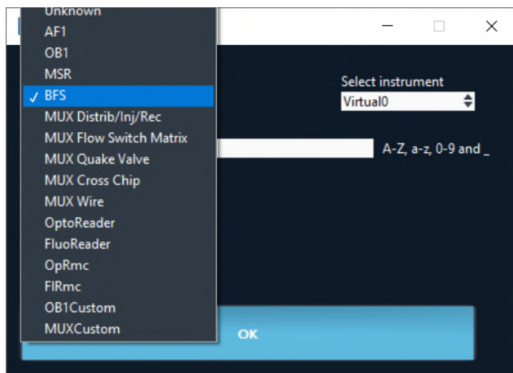 Unknown
AF1
OB1
MSR
✓ BFS
MUX Distrib/Inj/Rec
MUX Flow Switch Matrix
MUX Quake Valve
MUX Cross Chip
MUX Wire
OptoReader
FluoReader
OpRmc
FlRmc
OB1Custom
MUXCustom
Select instrument
Virtual0
A-Z, a-z, 0-9 and _
OK